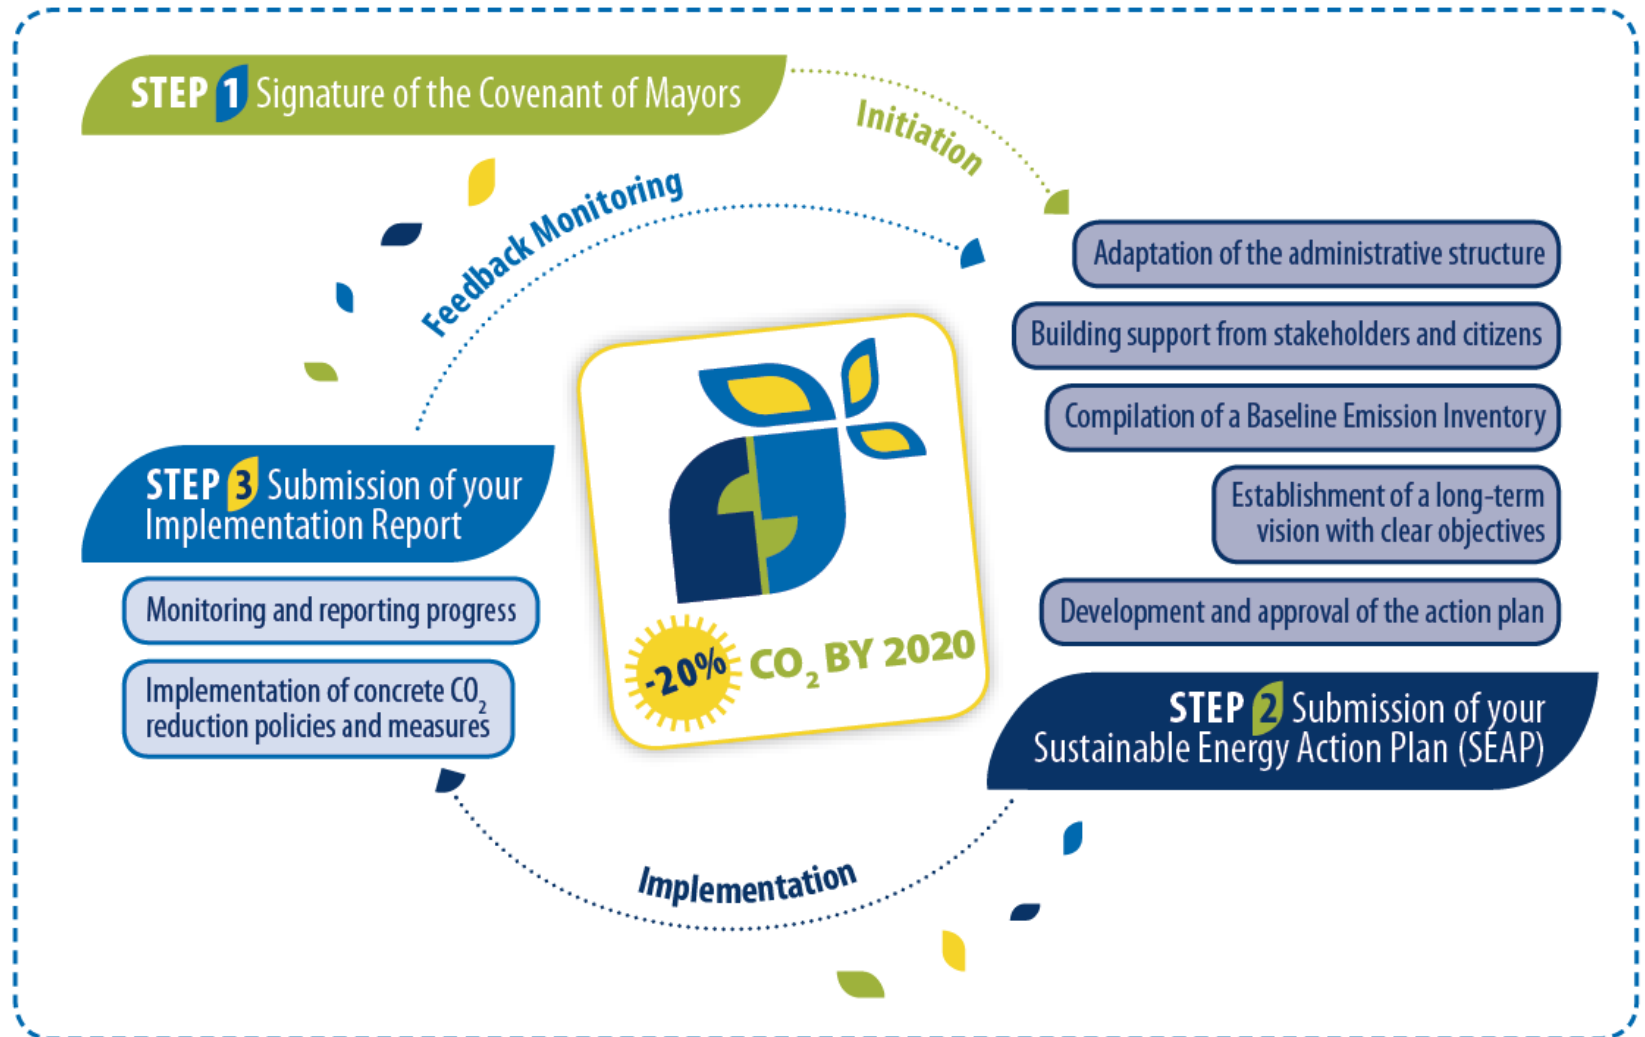 STEP 1 Signature of the Covenant of Mayors
Initiation
Feedback Monitoring
Adaptation of the administrative structure
Building support from stakeholders and citizens
Compilation of a Baseline Emission Inventory
Establishment of a long-term
vision with clear objectives
Development and approval of the action plan
STEP 2 Submission of your
Sustainable Energy Action Plan (SEAP)
Implementation
STEP 3 Submission of your
Implementation Report
Monitoring and reporting progress
Implementation of concrete CO₂
reduction policies and measures
-20% CO₂ BY 2020